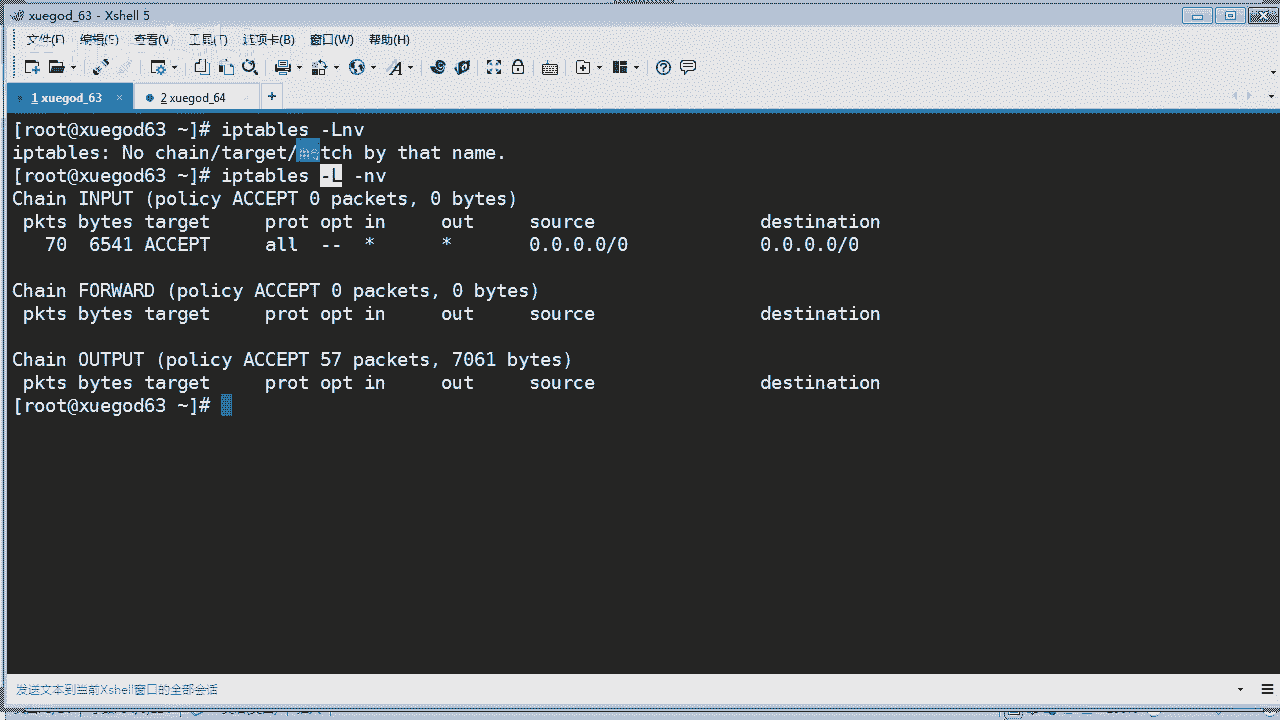 xuegod_63 - Xshell 5
文件(F) 编辑(E) 查看(V) 工具(T) 选项卡(B) 窗口(W) 帮助(H)
1 xuegod_63 × 2 xuegod_64 +
[root@xuegod63 ~]# iptables -Lnv
iptables: No chain/target/match by that name.
[root@xuegod63 ~]# iptables -L -nv
Chain INPUT (policy ACCEPT 0 packets, 0 bytes)
pkts bytes target prot opt in out source destination
70 6541 ACCEPT all -- * * 0.0.0.0/0 0.0.0.0/0
Chain FORWARD (policy ACCEPT 0 packets, 0 bytes)
pkts bytes target prot opt in out source destination
Chain OUTPUT (policy ACCEPT 57 packets, 7061 bytes)
pkts bytes target prot opt in out source destination
[root@xuegod63 ~]#
发送文本到当前Xshell窗口的全部会话